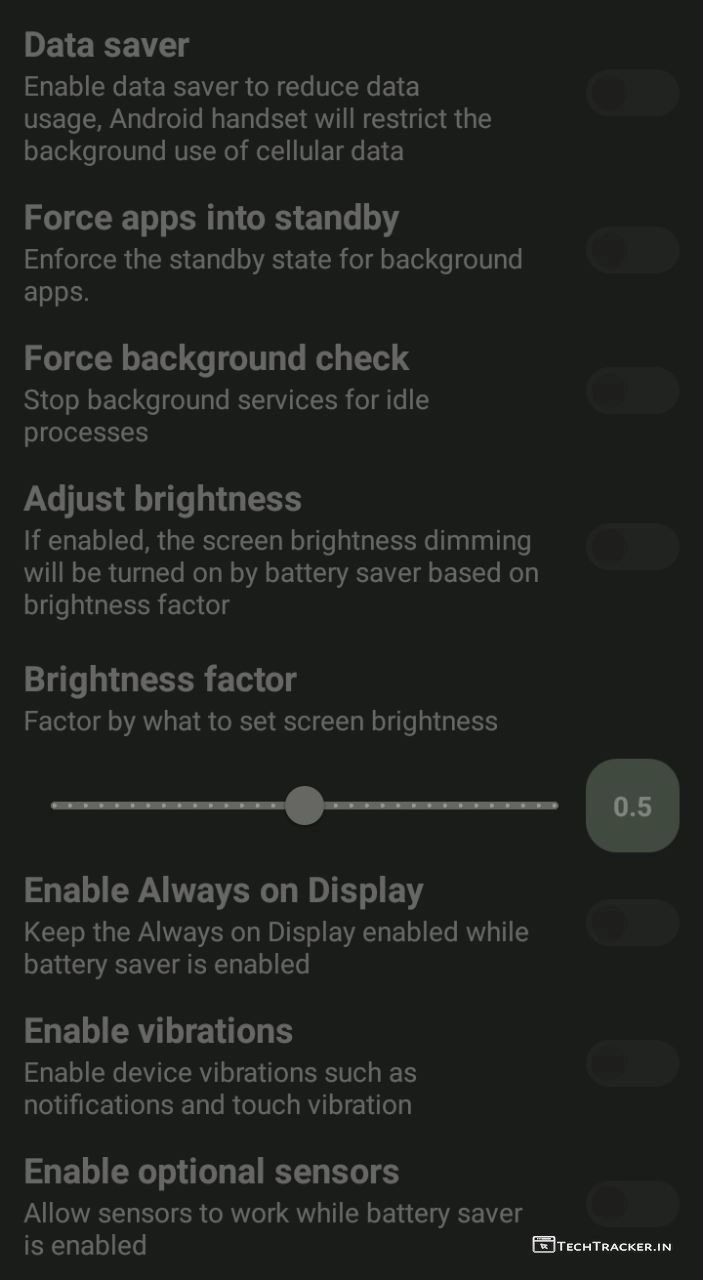 Data saver
Enable data saver to reduce data
usage, Android handset will restrict the
background use of cellular data
Force apps into standby
Enforce the standby state for background
apps.
Force background check
Stop background services for idle
processes
Adjust brightness
If enabled, the screen brightness dimming
will be turned on by battery saver based on
brightness factor
Brightness factor
Factor by what to set screen brightness
0.5
Enable Always on Display
Keep the Always on Display enabled while
battery saver is enabled
Enable vibrations
Enable device vibrations such as
notifications and touch vibration
Enable optional sensors
Allow sensors to work while battery saver
is enabled
TECHTRACKER.IN